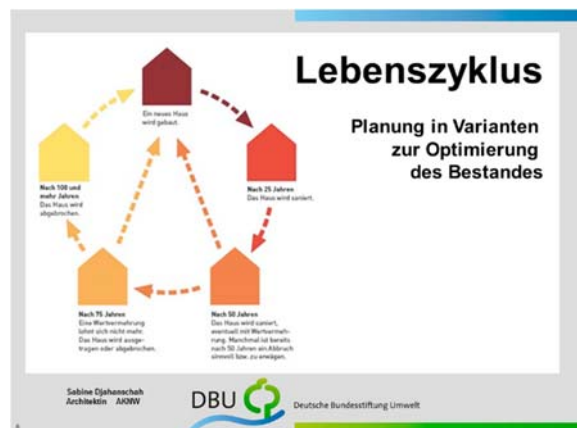 Lebenszyklus
Planung in Varianten
zur Optimierung
des Bestandes
Ein neues Haus
wird gebaut.
Nach 25 Jahren
Das Haus wird saniert.
Nach 50 Jahren
Das Haus wird saniert,
eventuell mit Wertvermeh-
rung. Manchmal ist bereits
nach 50 Jahren ein Abbruch
sinnvoll bzw. zu erwägen.
Nach 75 Jahren
Eine Wertvermehrung
lohnt sich nicht mehr.
Das Haus wird ausge-
tragen oder abgebrochen.
Nach 100 und
mehr Jahren
Das Haus wird
abgebrochen.
Sabine Djahanschah
Architektin AKNW
DBU
Deutsche Bundesstiftung Umwelt